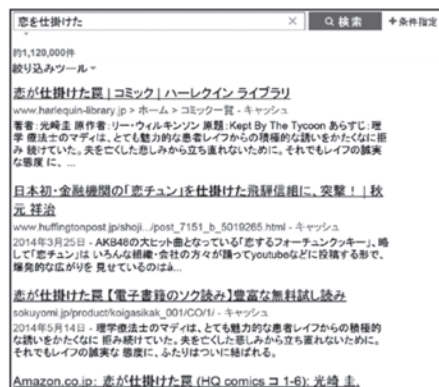 恋を仕掛けた × 検索 +条件指定
約1,120,000件
絞り込みツール
恋が仕掛けた罠 | コミック | ハーレクイン ライブラリ
www.harlequin-library.jp > ホーム > コミック一覧 - キャッシュ
著者:光崎圭 原作者:リー・ウィルキンソン 原題:Kept By The Tycoon あらすじ:理
学 療法士のマディは、とても魅力的な患者レイフからの積極的な誘いをかたくなに拒
み 続けていた。夫を亡くした悲しみから立ち直れないために。それでもレイフの誠実
な態度 に、...
日本初・金融機関の「恋チュン」を仕掛けた飛騨信組に、突撃！ | 秋
元 祥治
www.huffingtonpost.jp/shoji.../post_7151_b_5019265.html - キャッシュ
2014年3月25日 - AKB48の大ヒット曲となっている「恋するフォーチュンクッキー」、略
して「恋チュン」は いろんな組織・会社の方々が踊ってyoutubeなどに投稿する形で、
爆発的な広がりを 見せているのはà...
恋が仕掛けた罠 【電子書籍のソク読み】豊富な無料試し読み
sokuyomi.jp/product/koigasikak_001/CO/1/ - キャッシュ
2014年5月14日 - 理学療法士のマディは、とても魅力的な患者レイフからの積極的
な誘いをかたくなに 拒み続けていた。夫を亡くした悲しみから立ち直れないために。
それでもレイフの誠実な 態度に、ふたりはついに結ばれる。
Amazon.co.jp: 恋が仕掛けた罠 (HQ comics コ 1-6): 光崎 圭,